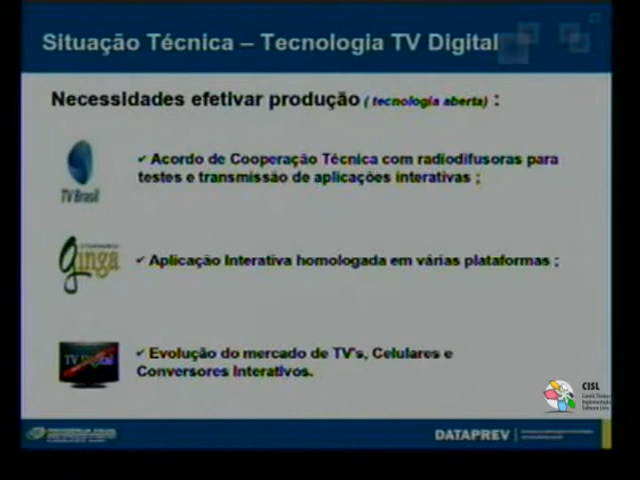 Situação Técnica – Tecnologia TV Digital
Necessidades efetivar produção ( tecnologia aberta) :
✓ Acordo de Cooperação Técnica com radiodifusoras para
testes e transmissão de aplicações interativas ;
TV Brasil
ginga
✓ Aplicação Interativa homologada em várias plataformas ;
TV Digital
✓ Evolução do mercado de TV's, Celulares e
Conversores Interativos.
CISL
DATAPREV